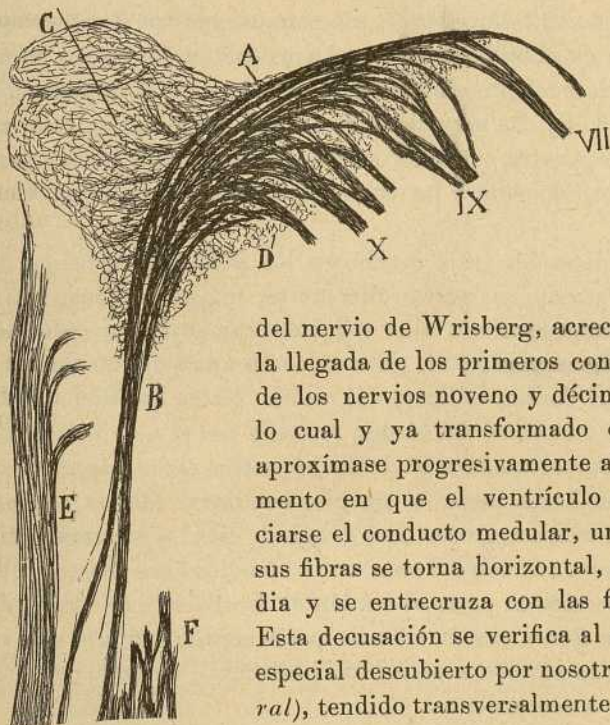 C
A
VII
IX
X
D
B
E
F
del nervio de Wrisberg, acrec
la llegada de los primeros con
de los nervios noveno y décim
lo cual y ya transformado
aproxímase progresivamente a
mento en que el ventrículo
ciarse el conducto medular, un
sus fibras se torna horizontal,
dia y se entrecruza con las f
Esta decusación se verifica al
especial descubierto por nosotr
ral), tendido transversalmente